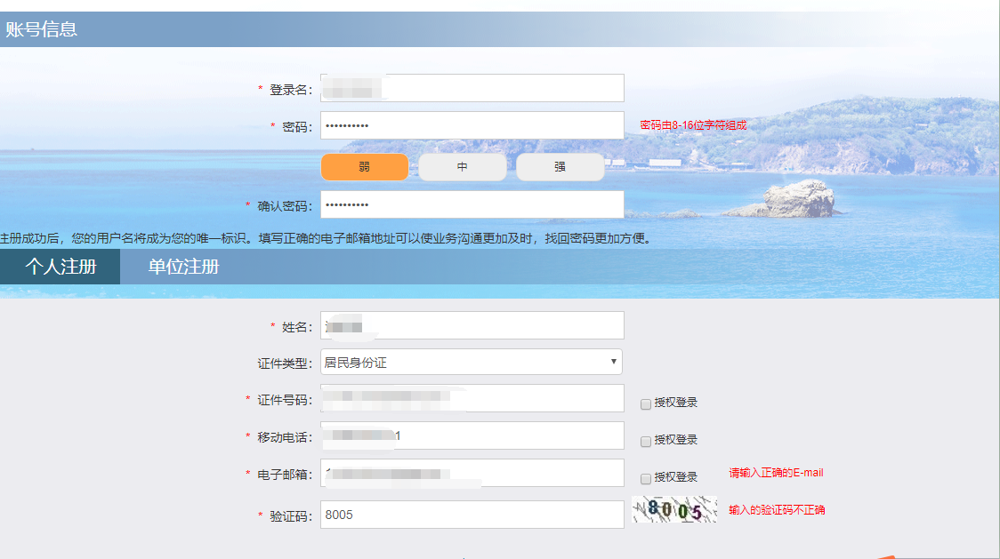 账号信息
* 登录名:
* 密码: •••••••••• 密码由8-16位字符组成
弱 中 强
* 确认密码: ••••••••••
注册成功后，您的用户名将成为您的唯一标识。填写正确的电子邮箱地址可以使业务沟通更加及时，找回密码更加方便。
个人注册 单位注册
* 姓名:
证件类型: 居民身份证
* 证件号码: 授权登录
* 移动电话: 1 授权登录
* 电子邮箱: 授权登录 请输入正确的E-mail
* 验证码: 8005 8005 输入的验证码不正确